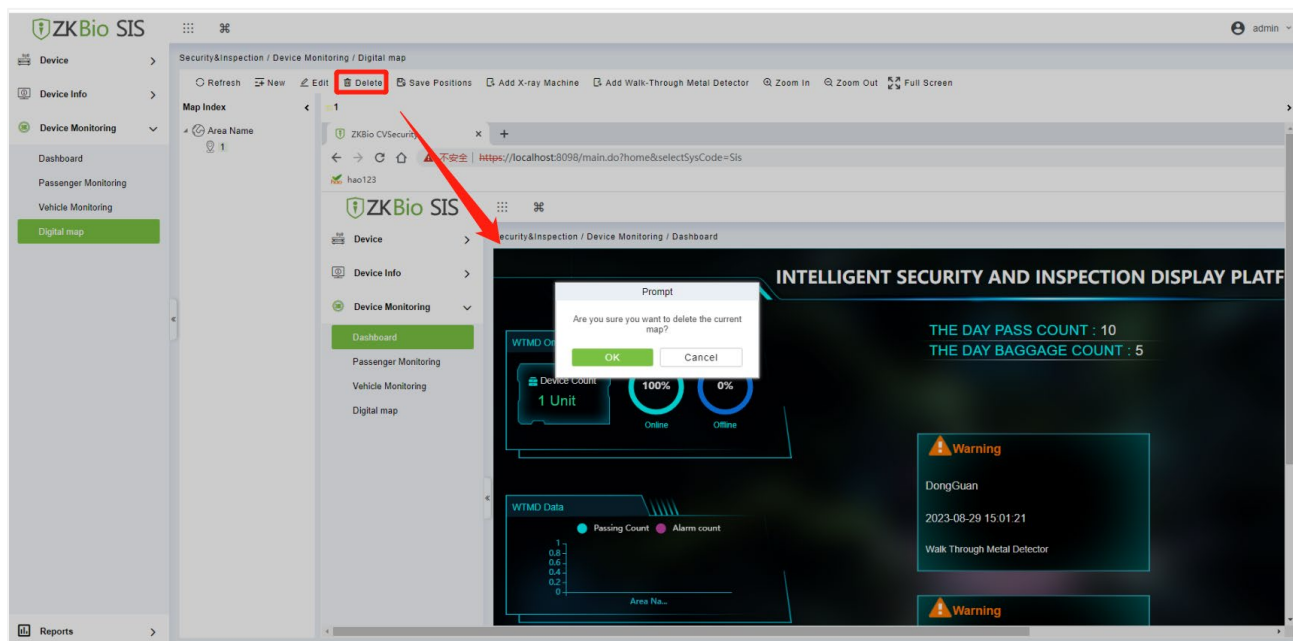 ZKBio SIS
admin
Device
Device Info
Device Monitoring
Dashboard
Passenger Monitoring
Vehicle Monitoring
Digital map
Reports
Security&Inspection / Device Monitoring / Digital map
Refresh New Edit Delete Save Positions Add X-ray Machine Add Walk-Through Metal Detector Zoom In Zoom Out Full Screen
Map Index
Area Name
1
1
ZKBio CVSecurity
不安全 https://localhost:8098/main.do?home&selectSysCode=Sis
hao123
ZKBio SIS
Device
Device Info
Device Monitoring
Dashboard
Passenger Monitoring
Vehicle Monitoring
Digital map
ecurity&Inspection / Device Monitoring / Dashboard
INTELLIGENT SECURITY AND INSPECTION DISPLAY PLATF
Prompt
Are you sure you want to delete the current
map?
OK Cancel
THE DAY PASS COUNT : 10
THE DAY BAGGAGE COUNT : 5
WTMD On
Device Count
1 Unit
100%
0%
Online
Offline
WTMD Data
Passing Count Alarm count
1
0.8
0.6
0.4
0.2
0
Area Na...
Warning
DongGuan
2023-08-29 15:01:21
Walk Through Metal Detector
Warning